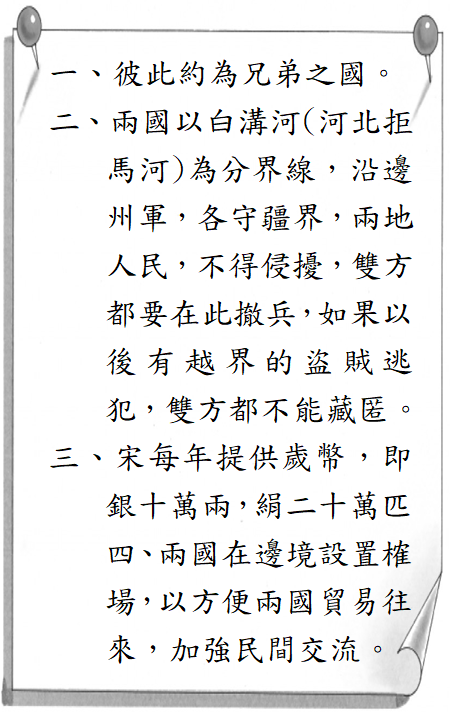 一、彼此約為兄弟之國。
二、兩國以白溝河(河北拒
馬河)為分界線，沿邊
州軍，各守疆界，兩地
人民，不得侵擾，雙方
都要在此撤兵，如果以
後有越界的盜賊逃
犯，雙方都不能藏匿。
三、宋每年提供歲幣，即
銀十萬兩，絹二十萬匹
四、兩國在邊境設置榷
場，以方便兩國貿易往
來，加強民間交流。